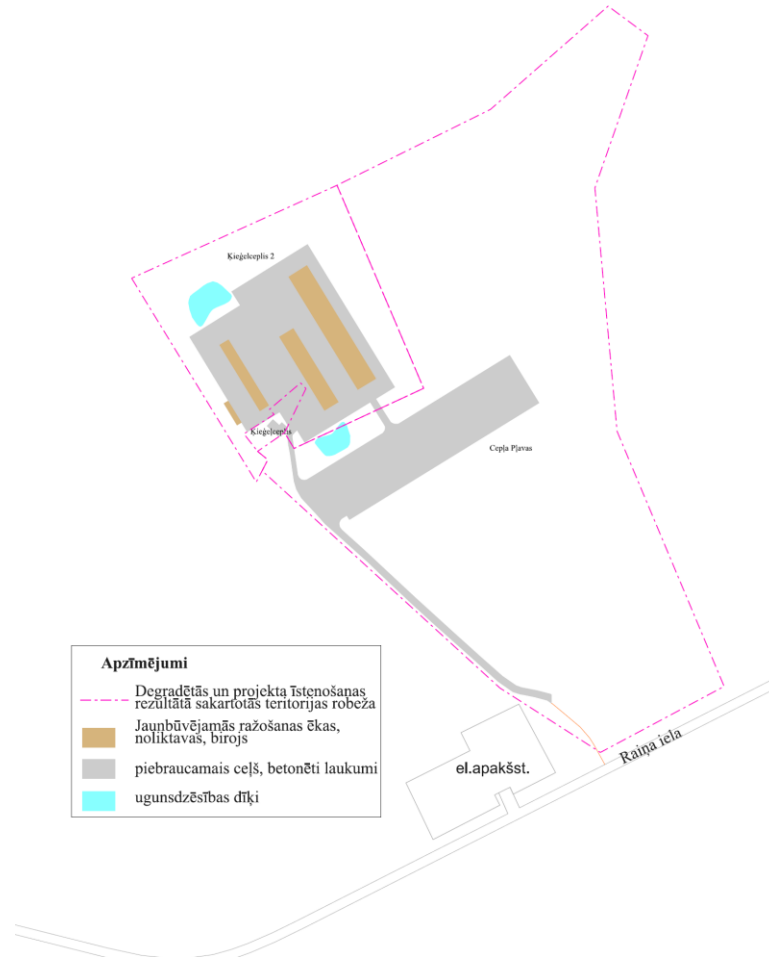 Ķieģelceplis 2
Ķieģeļceplis
Cepļa Pļavas
Apzīmējumi
Degradētās un projekta īstenošanas
rezultātā sakārtotās teritorijas robeža
Jaunbūvējamās ražošanas ēkas,
noliktavas, birojs
piebraucamais ceļš, betonēti laukumi
ugunsdzēsības dīķi
el.apakšst.
Raiņa iela